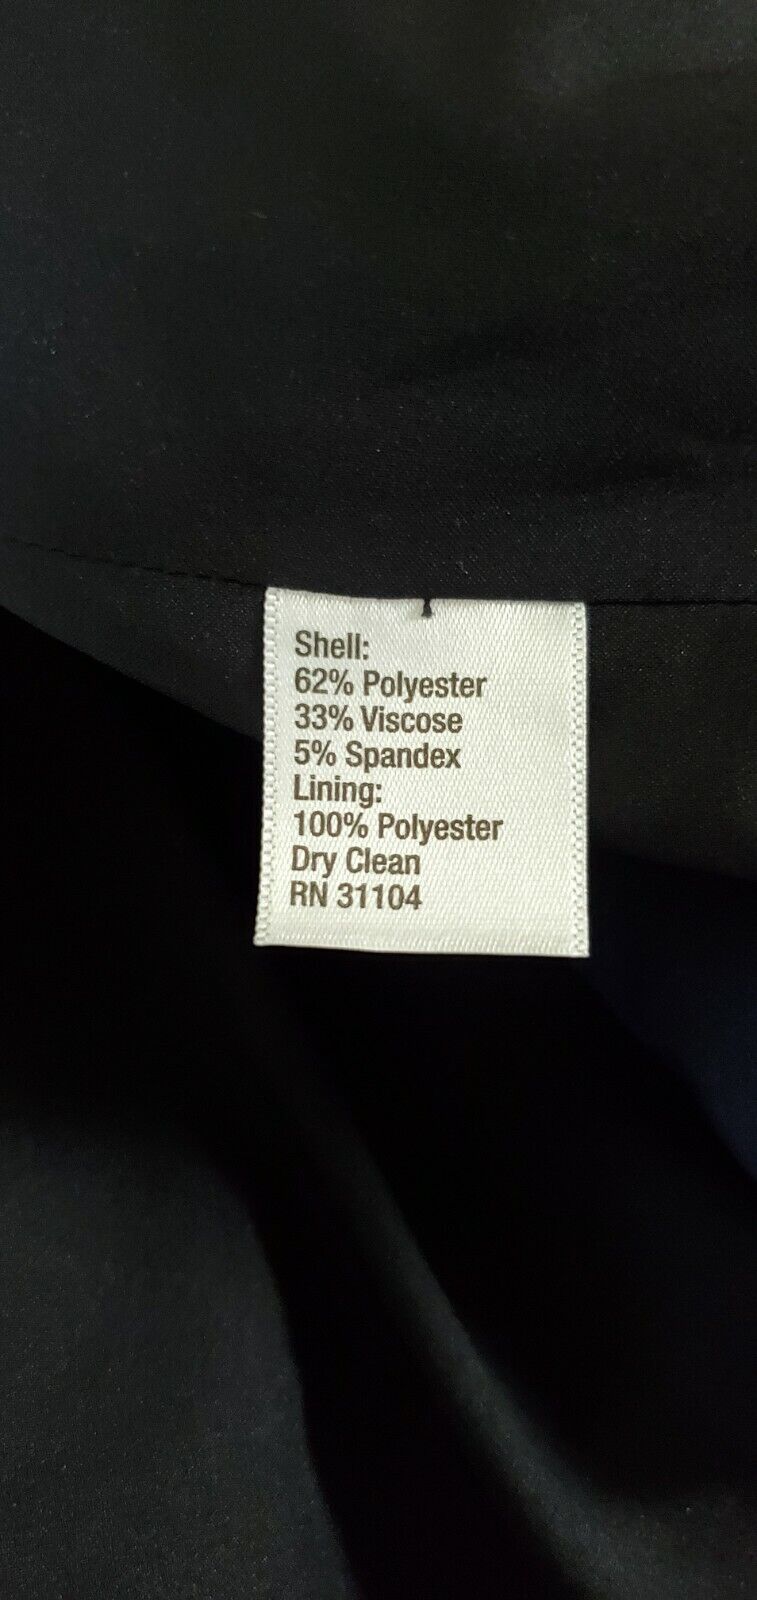 Shell:
62% Polyester
33% Viscose
5% Spandex
Lining:
100% Polyester
Dry Clean
RN 31104